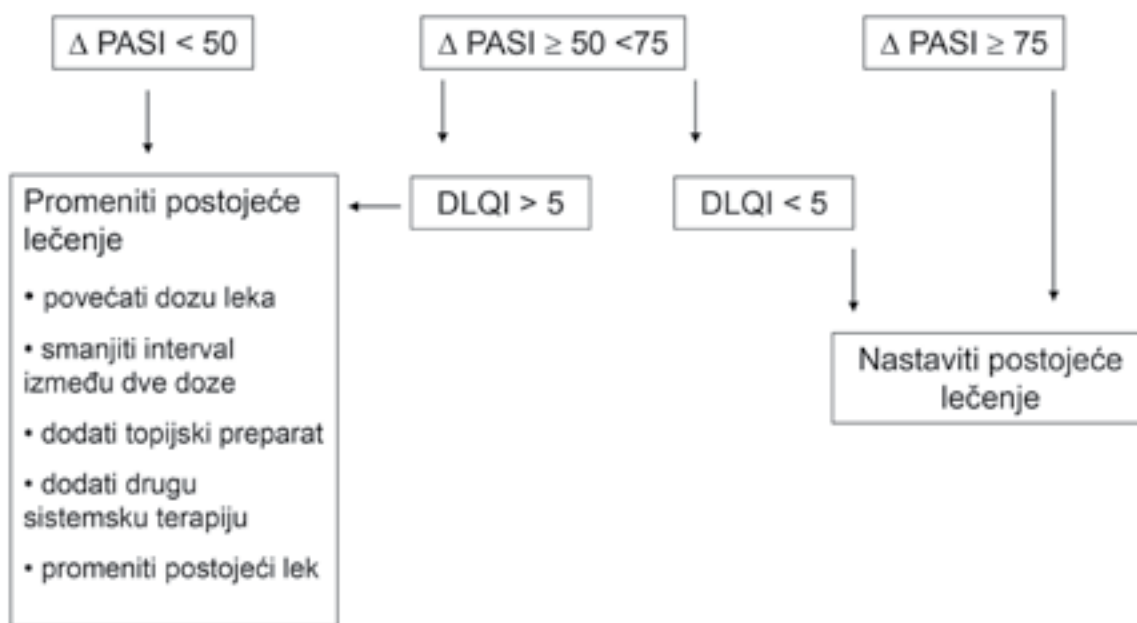 Δ PASI < 50
Δ PASI ≥ 50 <75
Δ PASI ≥ 75
DLQI > 5
DLQI < 5
Promeniti postojeće
lečenje
• povećati dozu leka
• smanjiti interval
između dve doze
• dodati topijski preparat
• dodati drugu
sistemsku terapiju
• promeniti postojeći lek
Nastaviti postojeće
lečenje